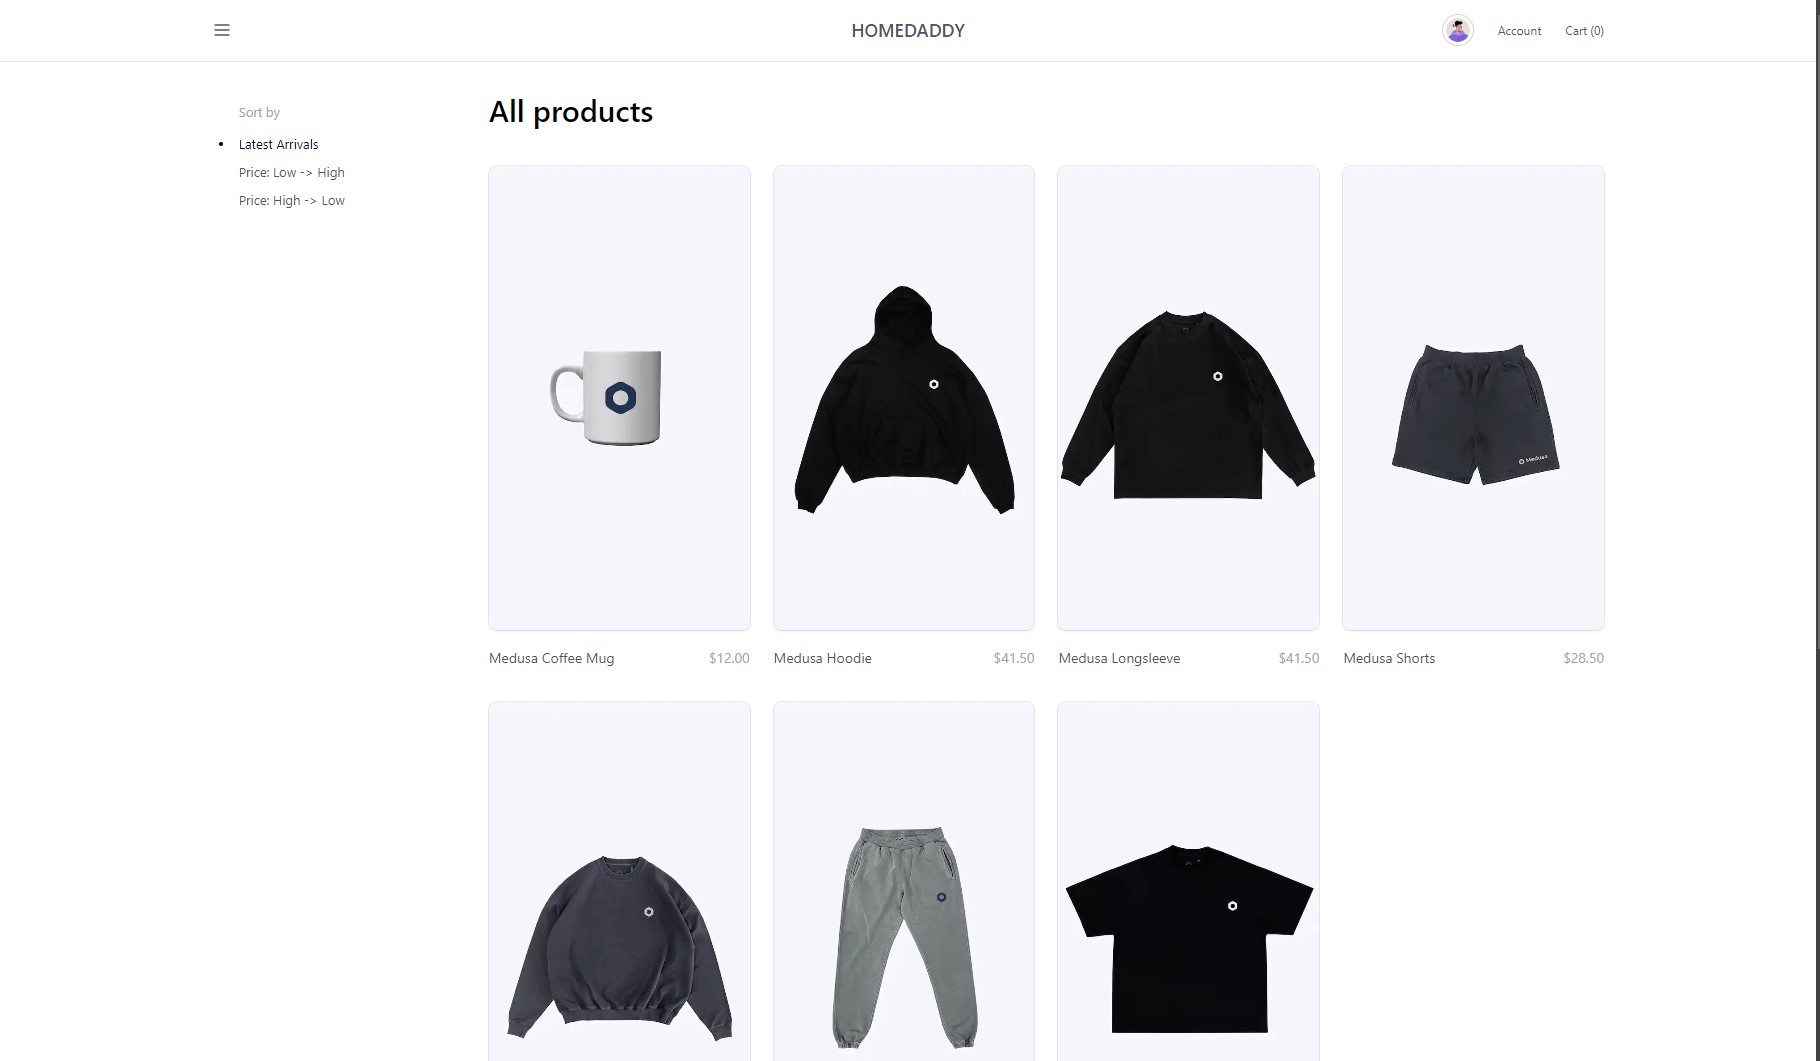 HOMEDADDY
Account
Cart (0)
Sort by
Latest Arrivals
Price: Low -> High
Price: High -> Low
All products
Medusa
Medusa Coffee Mug
$12.00
Medusa Hoodie
$41.50
Medusa Longsleeve
$41.50
Medusa Shorts
$28.50